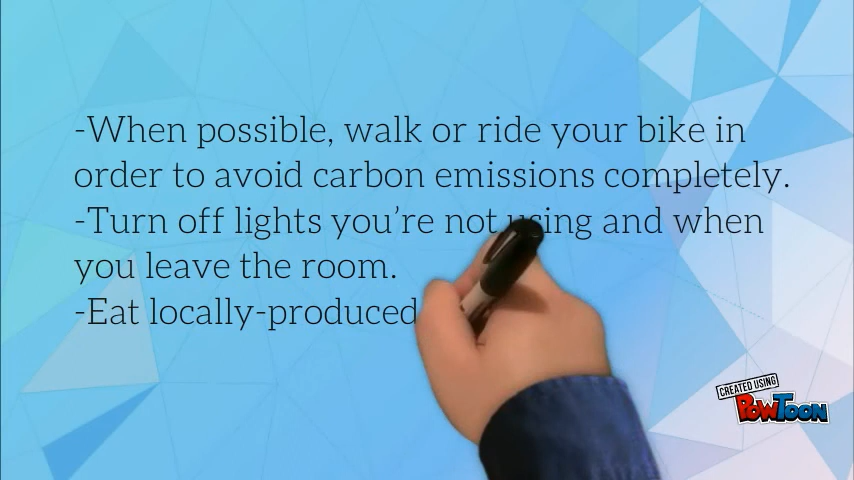 -When possible, walk or ride your bike in
order to avoid carbon emissions completely.
-Turn off lights you’re not using and when
you leave the room.
-Eat locally-produced
CREATED USING
POWTOON